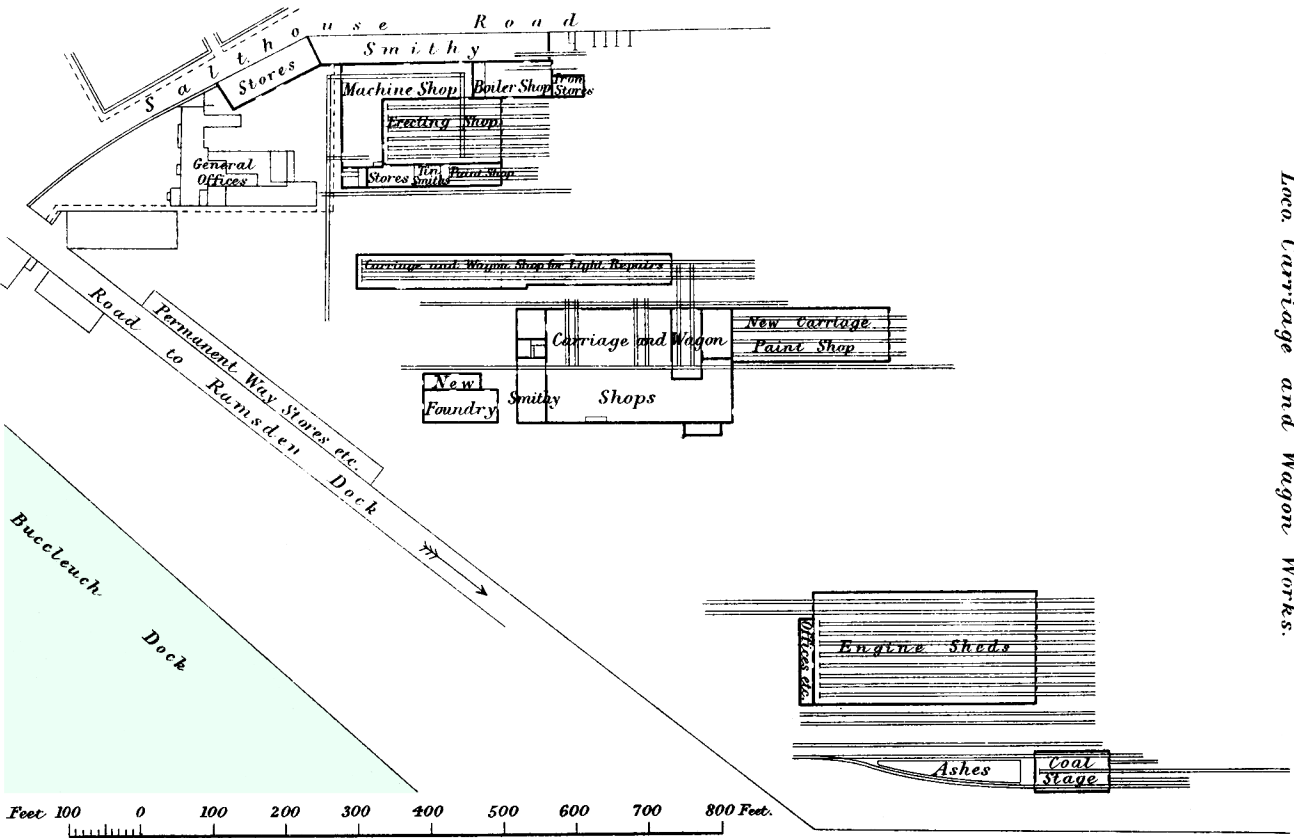 Salthouse Road
Smithy
Stores
Machine Shop
Boiler Shop
Iron
Stores
Erecting Shop
General
Offices
Stores
Tin
Smiths
Paint Shop
Carriage and Wagon Shop for Light Repairs
New Carriage
Paint Shop
Carriage and Wagon
Shops
Smithy
New
Foundry
Permanent Way Stores etc.
Road to Ramsden Dock
Buccleuch
Dock
Offices etc.
Engine Sheds
Ashes
Coal
Stage
Feet 100 0 100 200 300 400 500 600 700 800 Feet.
Loco. Carriage and Wagon Works.